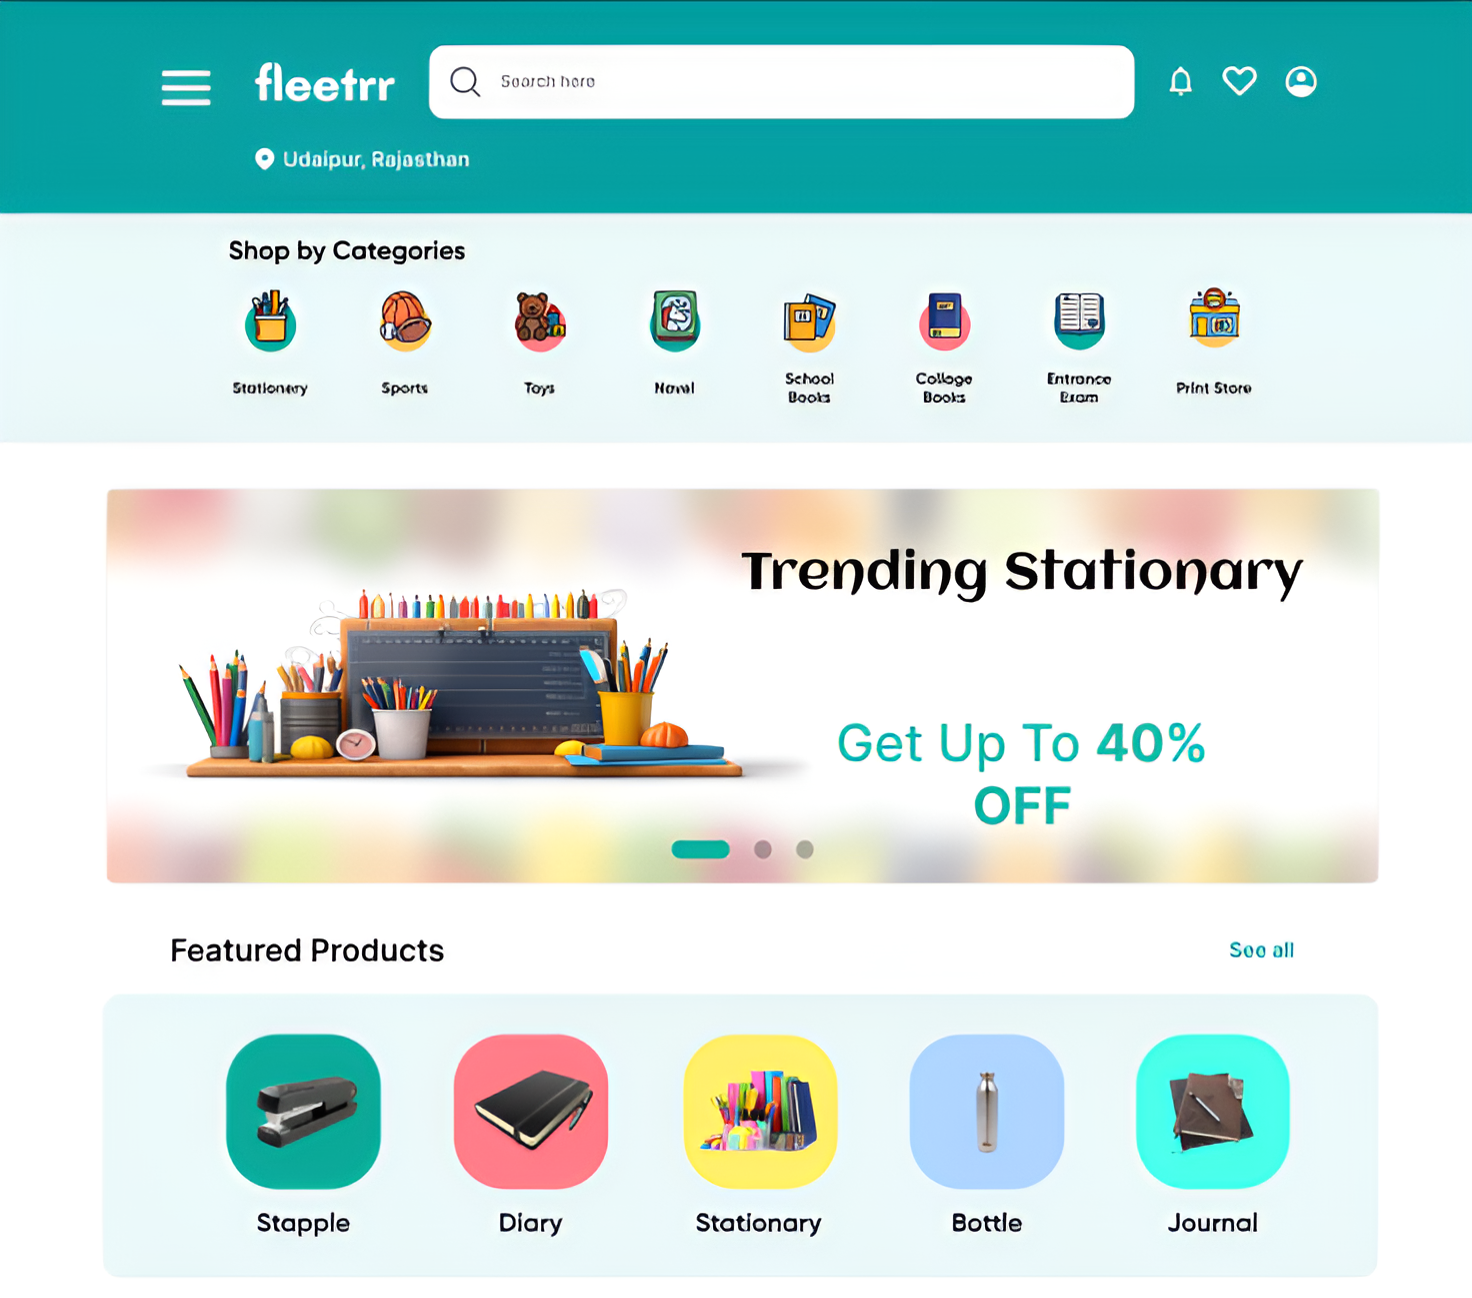 fleetrr
Search here
Udaipur, Rajasthan
Shop by Categories
Stationery
Sports
Toys
Novel
School
Books
College
Books
Entrance
Exam
Print Store
Trending Stationary
Get Up To 40%
OFF
Featured Products
See all
Stapple
Diary
Stationary
Bottle
Journal